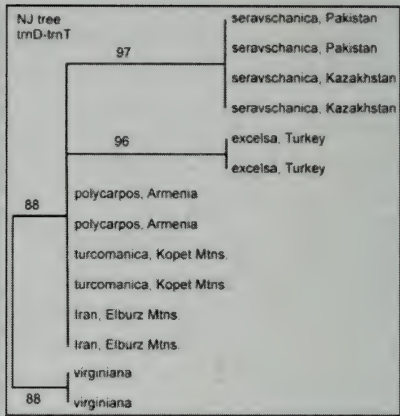 NJ tree
trnD-trnT
seravschanica, Pakistan
seravschanica, Pakistan
97
seravschanica, Kazakhstan
seravschanica, Kazakhstan
excelsa, Turkey
96
excelsa, Turkey
polycarpos, Armenia
88
polycarpos, Armenia
turcomanica, Kopet Mtns.
turcomanica, Kopet Mtns.
Iran, Elburz Mtns.
Iran, Elburz Mtns.
virginiana
88
virginiana